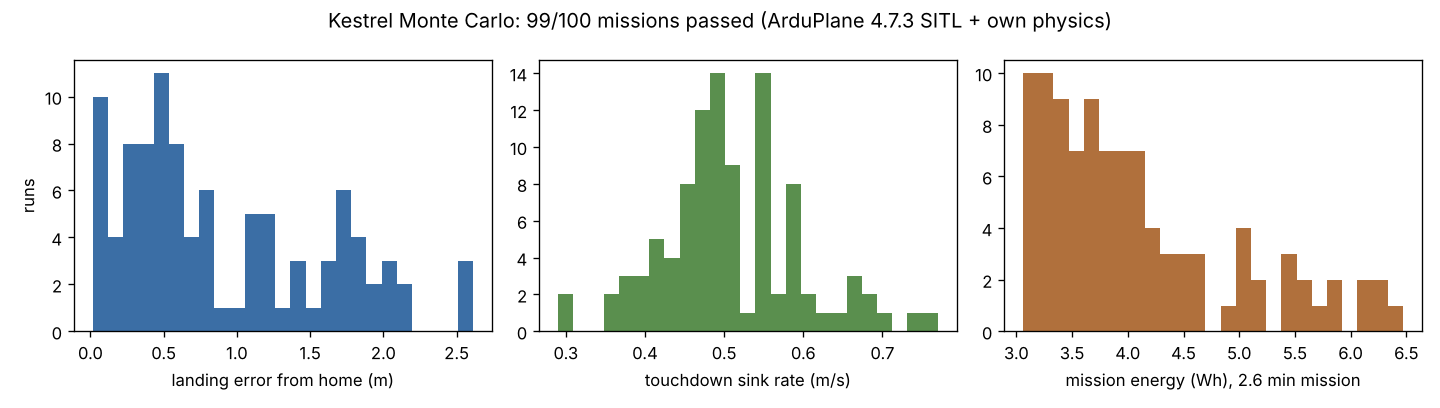 Kestrel Monte Carlo: 99/100 missions passed (ArduPlane 4.7.3 SITL + own physics)
runs
10
8
6
4
2
0
0.0 0.5 1.0 1.5 2.0 2.5
landing error from home (m)
14
12
10
8
6
4
2
0
0.3 0.4 0.5 0.6 0.7
touchdown sink rate (m/s)
10
8
6
4
2
0
3.0 3.5 4.0 4.5 5.0 5.5 6.0 6.5
mission energy (Wh), 2.6 min mission